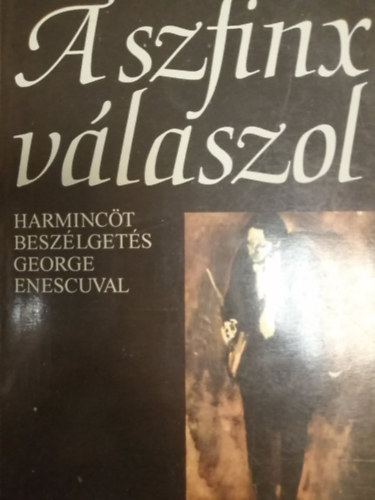 A szfinx
válaszol
HARMINCÖT
BESZÉLGETÉS
GEORGE
ENESCUVAL